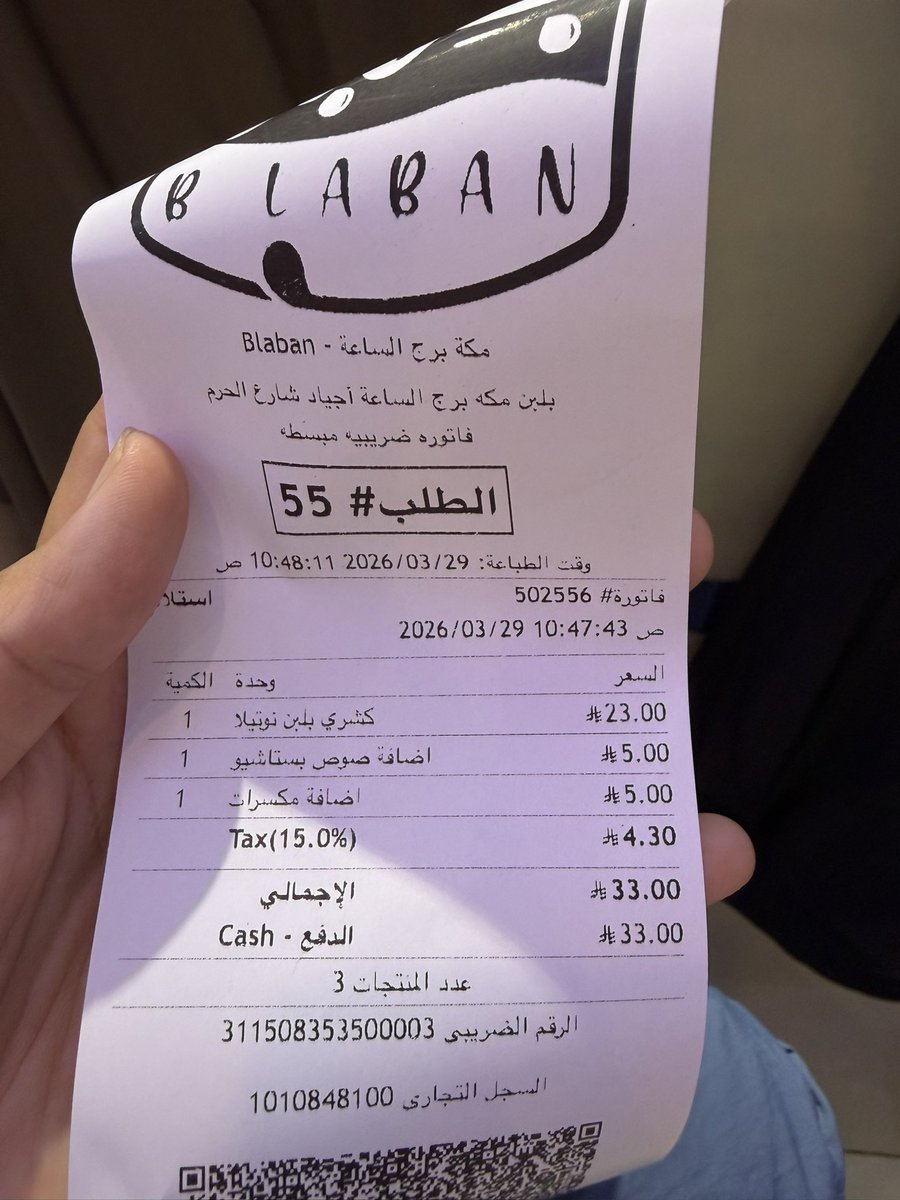 B LABAN
Blaban - مكة برج الساعة
بلبن مكه برج الساعة أجياد شارغ الحرم
فاتوره ضريبيه مبسطه
الطلب# 55
وقت الطباعة: 2026/03/29 10:48:11 ص
فاتورة# 502556
ص 10:47:43 2026/03/29
السعر وحدة الكمية
1 كشري بلبن نوتيلا 23.00
1 اضافة صوص بستاشيو 5.00
1 اضافة مكسرات 5.00
Tax(15.0%) 4.30
الإجمالي 33.00
الدفع - Cash 33.00
عدد المنتجات 3
الرقم الضريبي 311508353500003
السجل التجاري 1010848100